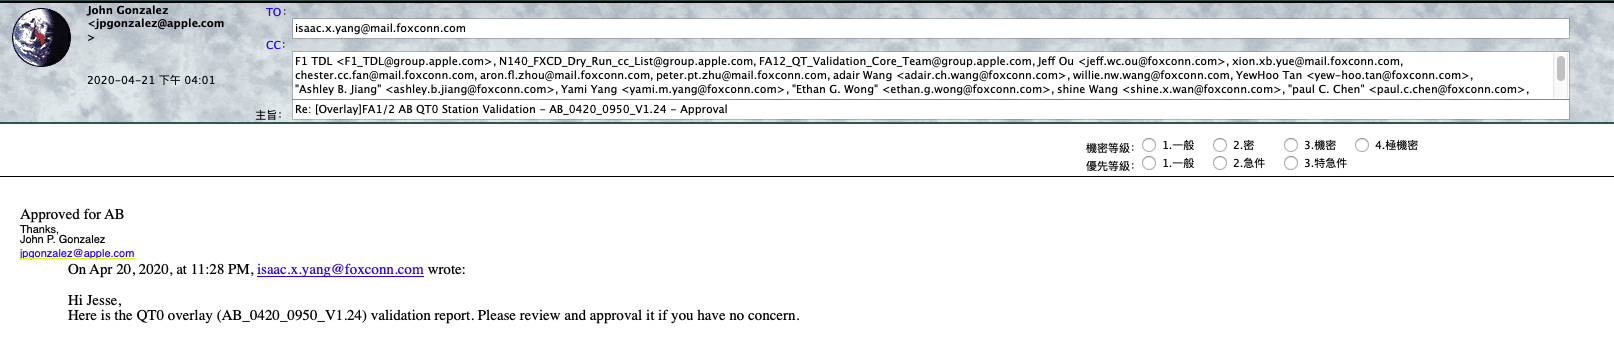 John Gonzalez
<jpgonzalez@apple.com
>
2020-04-21 下午 04:01
TO:
isaac.x.yang@mail.foxconn.com
CC:
F1 TDL <F1_TDL@group.apple.com>, N140_FXCD_Dry_Run_cc_List@group.apple.com, FA12_QT_Validation_Core_Team@group.apple.com, Jeff Ou <jeff.wc.ou@foxconn.com>, xion.xb.yue@mail.foxconn.com,
chester.cc.fan@mail.foxconn.com, aron.fl.zhou@mail.foxconn.com, peter.pt.zhu@mail.foxconn.com, adair Wang <adair.ch.wang@foxconn.com>, willie.nw.wang@foxconn.com, YewHoo Tan <yew-hoo.tan@foxconn.com>,
"Ashley B. Jiang" <ashley.b.jiang@foxconn.com>, Yami Yang <yami.m.yang@foxconn.com>, "Ethan G. Wong" <ethan.g.wong@foxconn.com>, shine Wang <shine.x.wan@foxconn.com>, "paul C. Chen" <paul.c.chen@foxconn.com>,
主旨: Re: [Overlay]FA1/2 AB QT0 Station Validation - AB_0420_0950_V1.24 - Approval
機密等級: 1.一般 2.密 3.機密 4.極機密
優先等級: 1.一般 2.急件 3.特急件
Approved for AB
Thanks,
John P. Gonzalez
jpgonzalez@apple.com
On Apr 20, 2020, at 11:28 PM, isaac.x.yang@foxconn.com wrote:
Hi Jesse,
Here is the QT0 overlay (AB_0420_0950_V1.24) validation report. Please review and approval it if you have no concern.